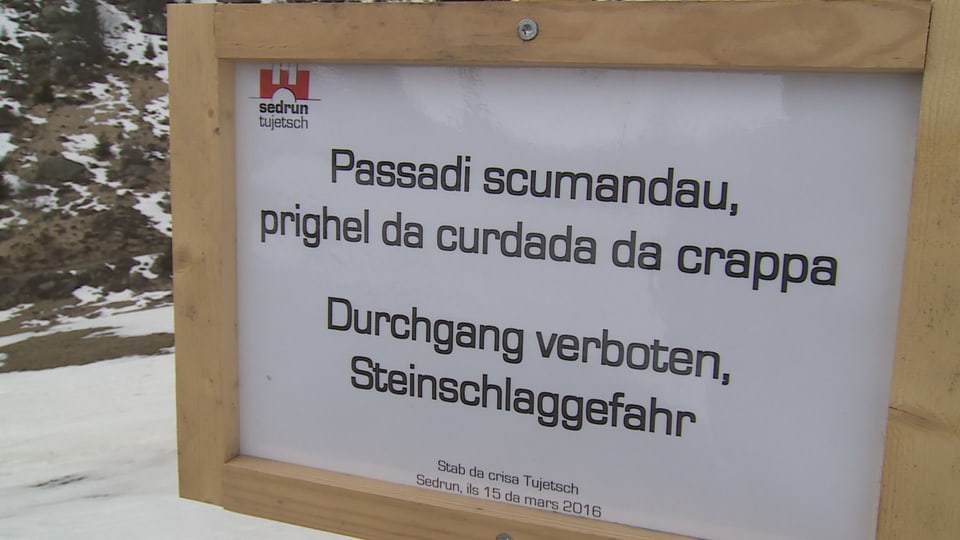 sedrun
tujetsch
Passadi scumandau,
prighel da curdada da crappa
Durchgang verboten,
Steinschlaggefahr
Stab da crisa Tujetsch
Sedrun, ils 15 da mars 2016